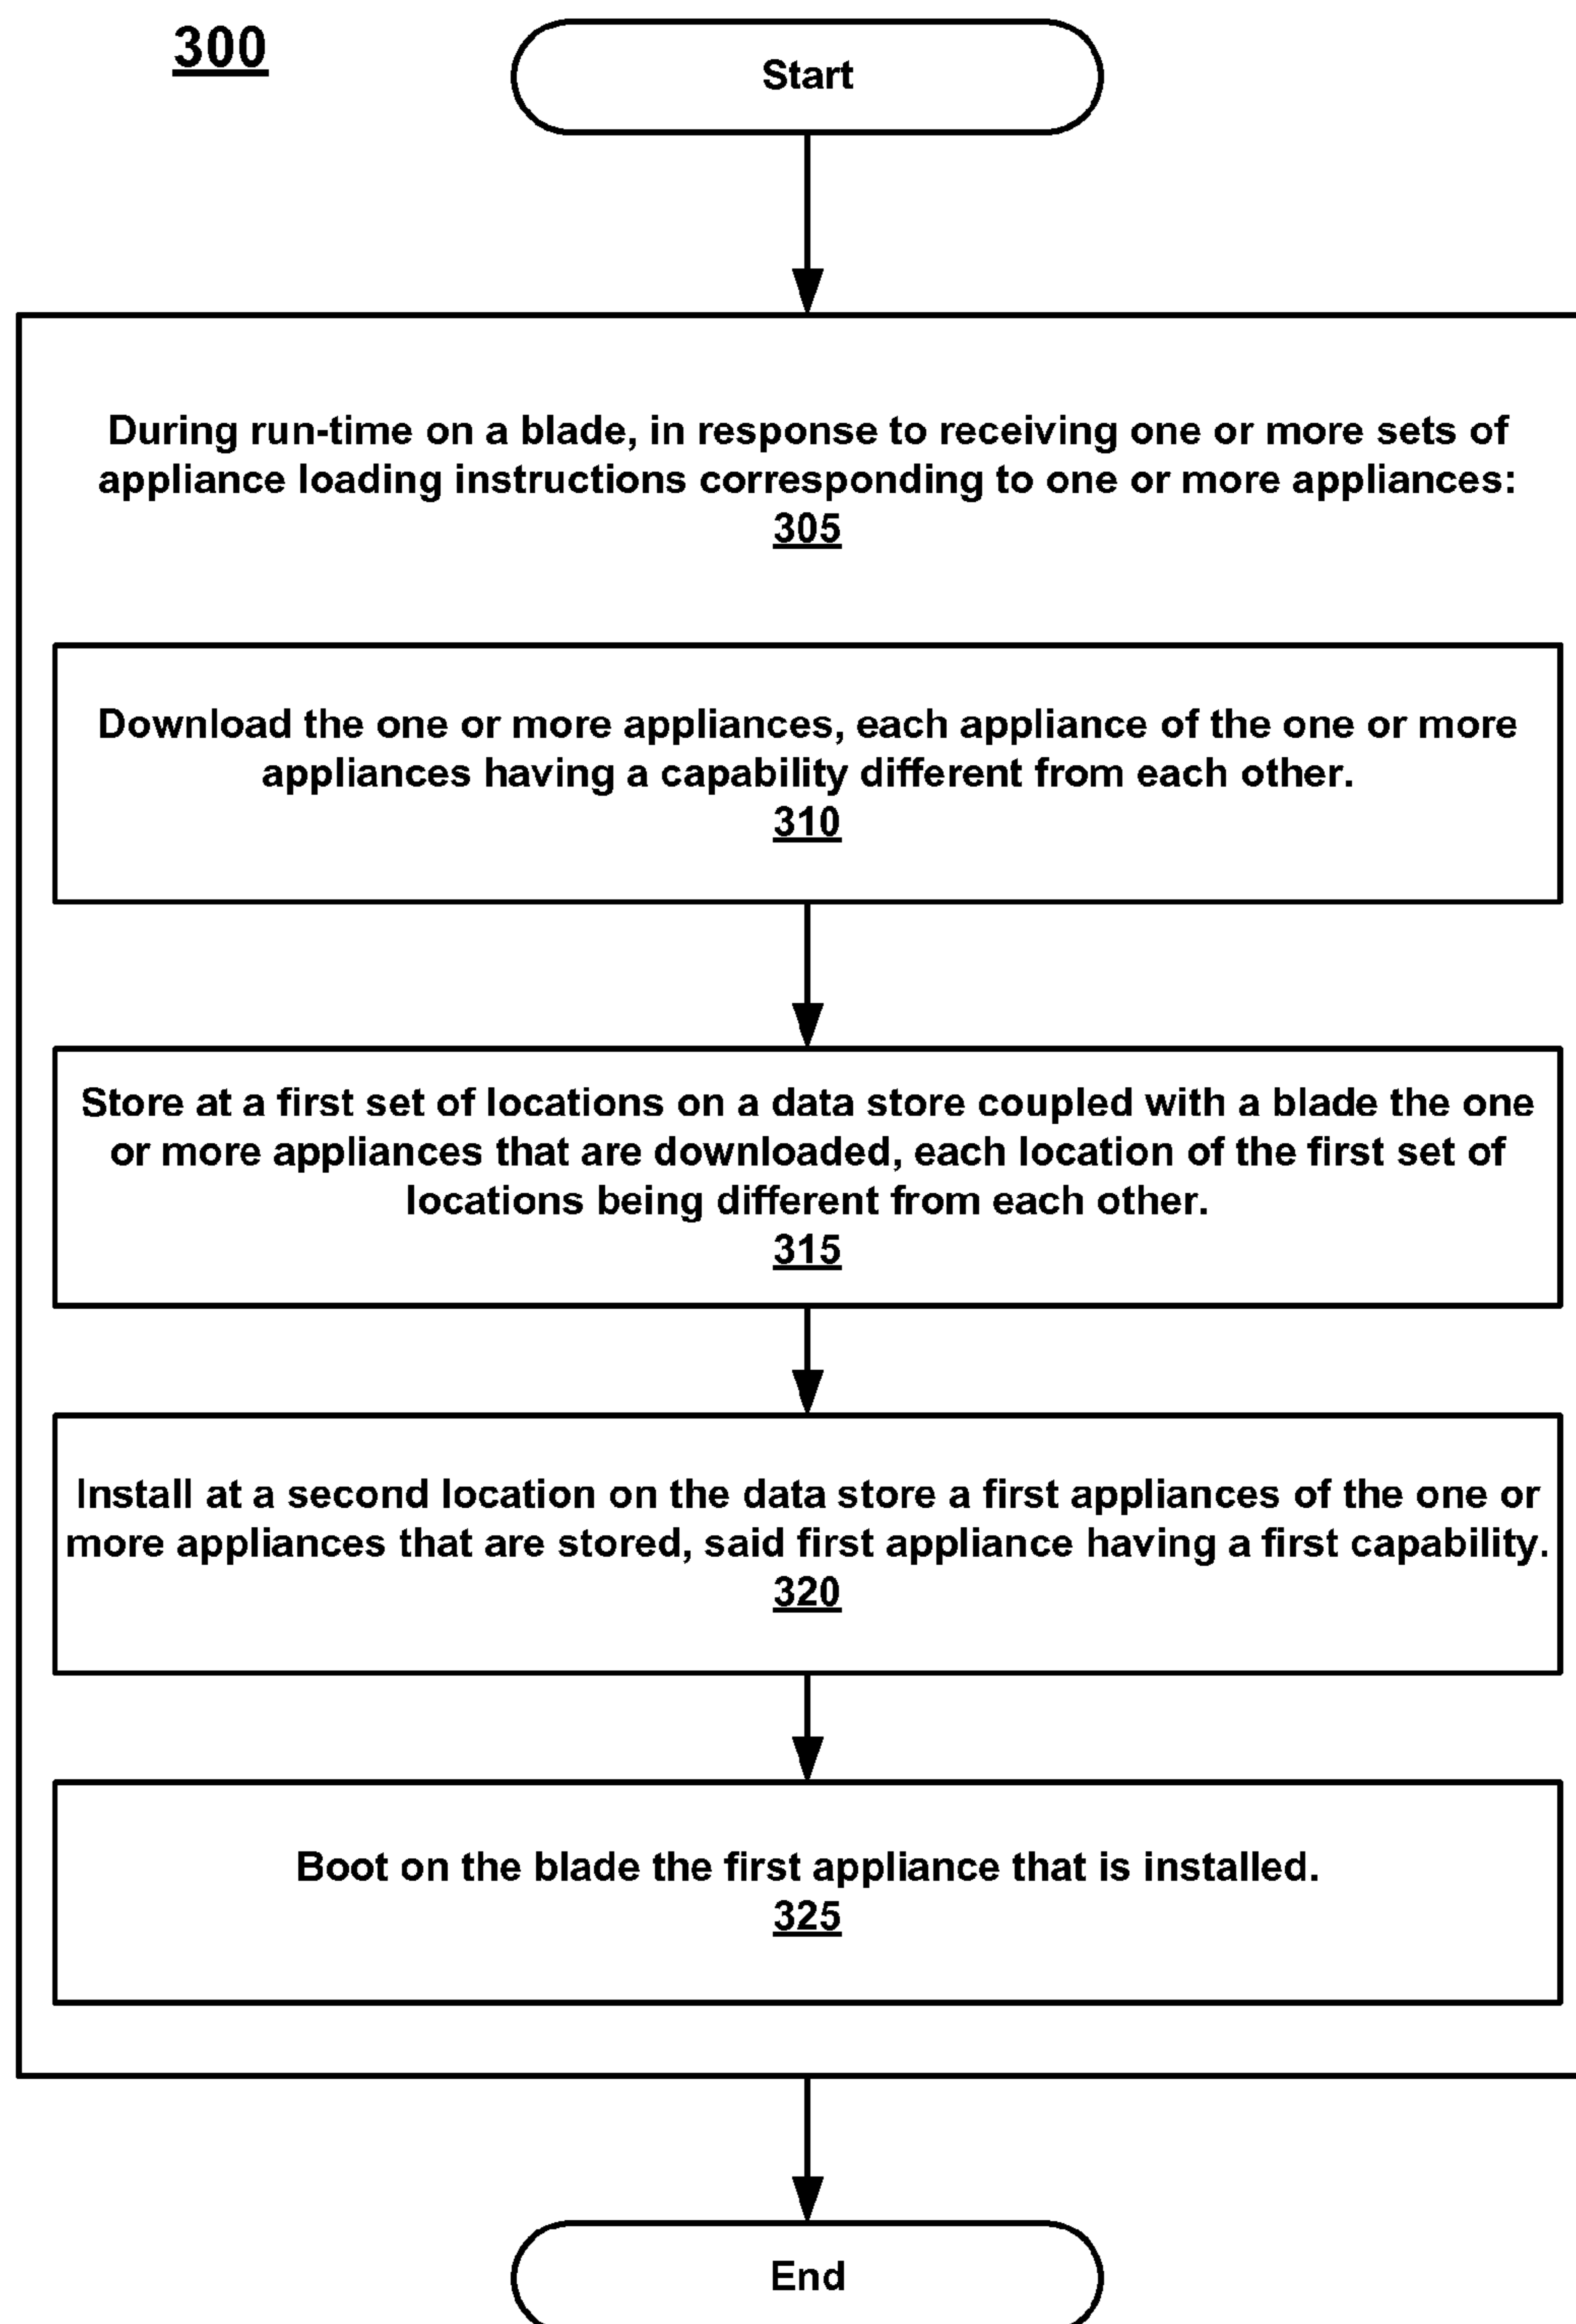 300
Start
During run-time on a blade, in response to receiving one or more sets of
appliance loading instructions corresponding to one or more appliances:
305
Download the one or more appliances, each appliance of the one or more
appliances having a capability different from each other.
310
Store at a first set of locations on a data store coupled with a blade the one
or more appliances that are downloaded, each location of the first set of
locations being different from each other.
315
Install at a second location on the data store a first appliances of the one or
more appliances that are stored, said first appliance having a first capability.
320
Boot on the blade the first appliance that is installed.
325
End